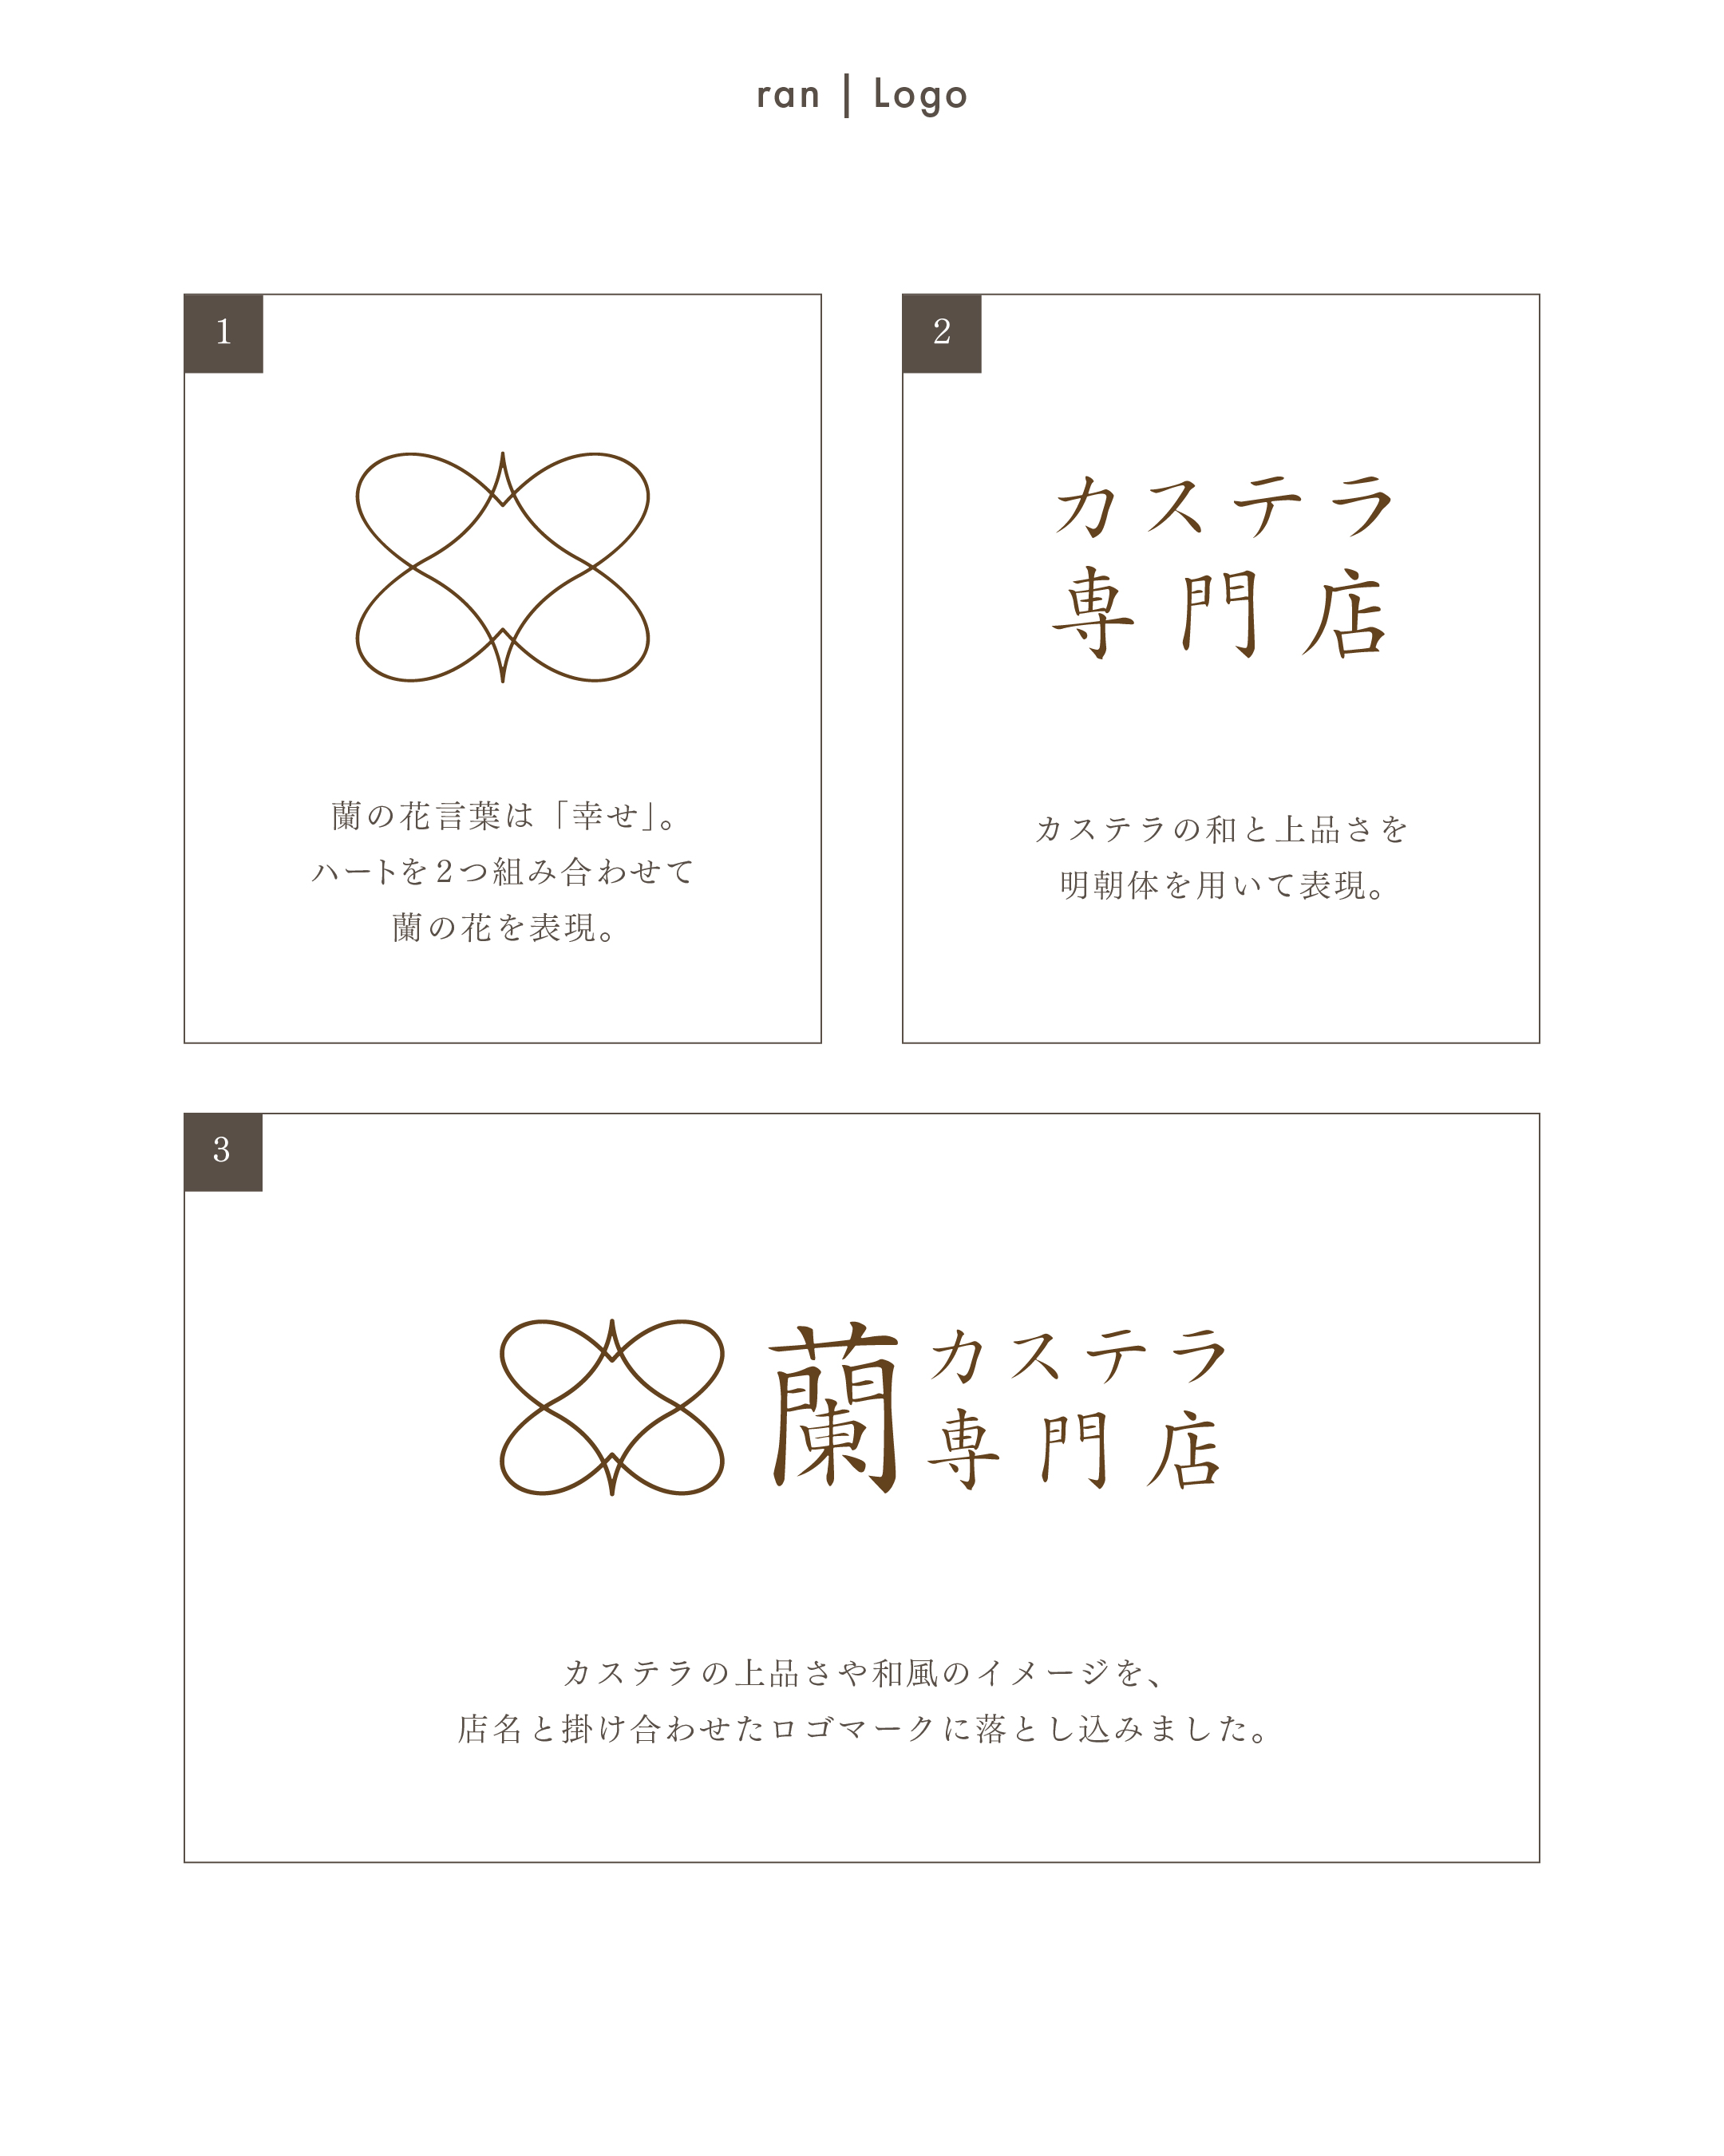 ran | Logo
1
蘭の花言葉は「幸せ」。
ハートを2つ組み合わせて
蘭の花を表現。
2
カステラ
専門店
カステラの和と上品さを
明朝体を用いて表現。
3
蘭
カステラ
専門店
カステラの上品さや和風のイメージを、
店名と掛け合わせたロゴマークに落とし込みました。